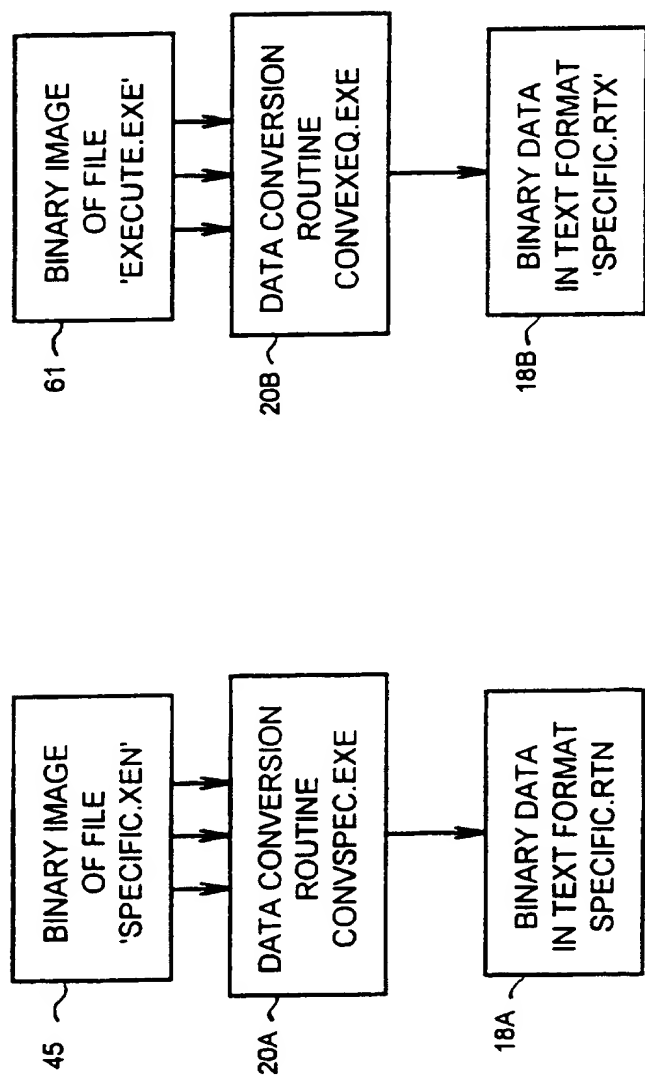 45
BINARY IMAGE
OF FILE
'SPECIFIC.XEN'
20A
DATA CONVERSION
ROUTINE
CONVSPEC.EXE
18A
BINARY DATA
IN TEXT FORMAT
SPECIFIC.RTN
61
BINARY IMAGE
OF FILE
'EXECUTE.EXE'
20B
DATA CONVERSION
ROUTINE
CONVEXEQ.EXE
18B
BINARY DATA
IN TEXT FORMAT
'SPECIFIC.RTX'